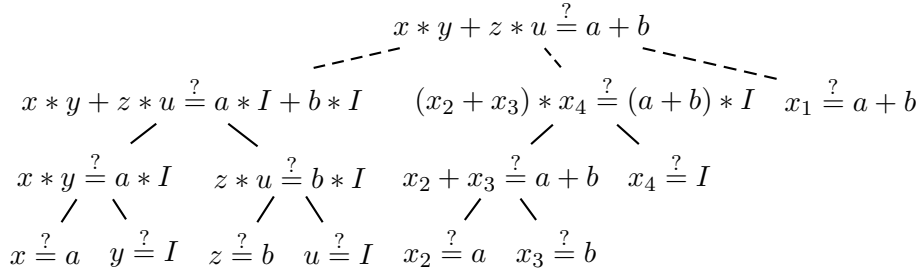 x ∗ y + z ∗ u ≟ a + b
x ∗ y + z ∗ u ≟ a ∗ I + b ∗ I (x₂ + x₃) ∗ x₄ ≟ (a + b) ∗ I x₁ ≟ a + b
x ∗ y ≟ a ∗ I z ∗ u ≟ b ∗ I x₂ + x₃ ≟ a + b x₄ ≟ I
x ≟ a y ≟ I z ≟ b u ≟ I x₂ ≟ a x₃ ≟ b